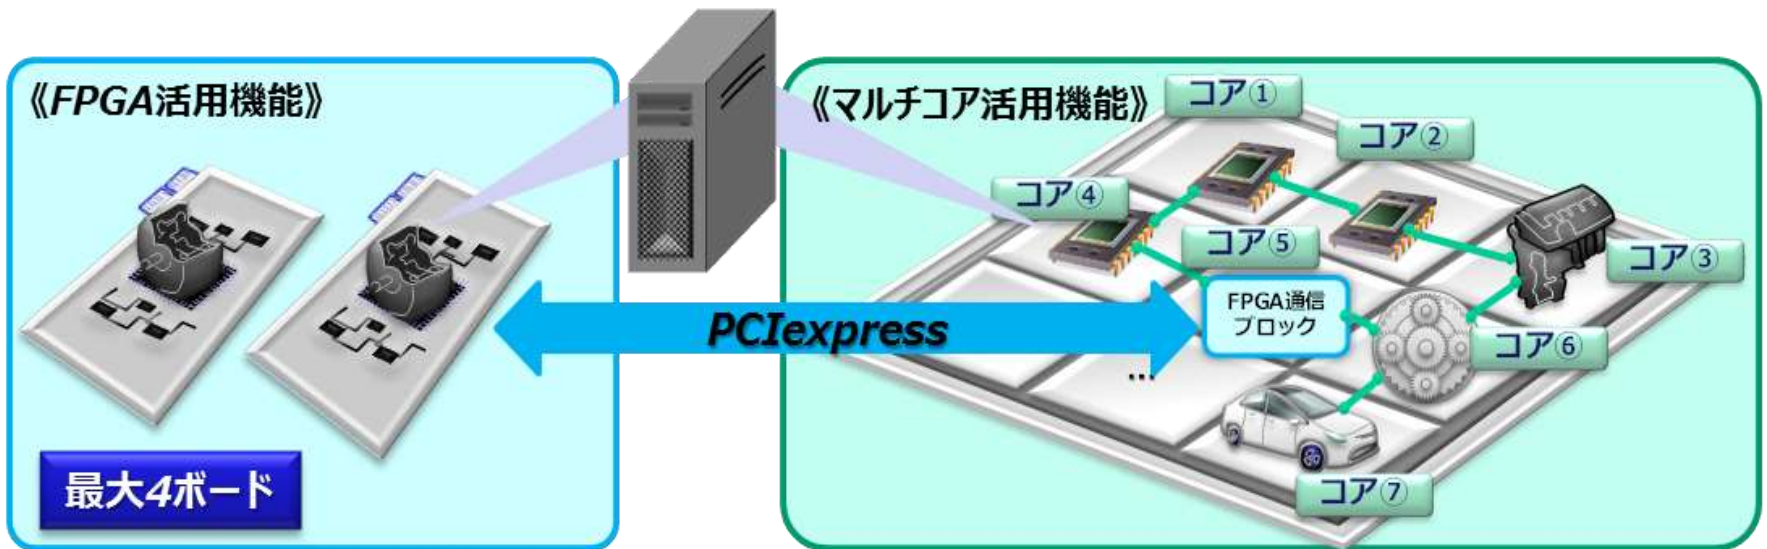 《FPGA活用機能》
最大4ボード
PCIexpress
《マルチコア活用機能》
コア①
コア②
コア④
コア⑤
コア③
FPGA通信
ブロック
コア⑥
...
コア⑦